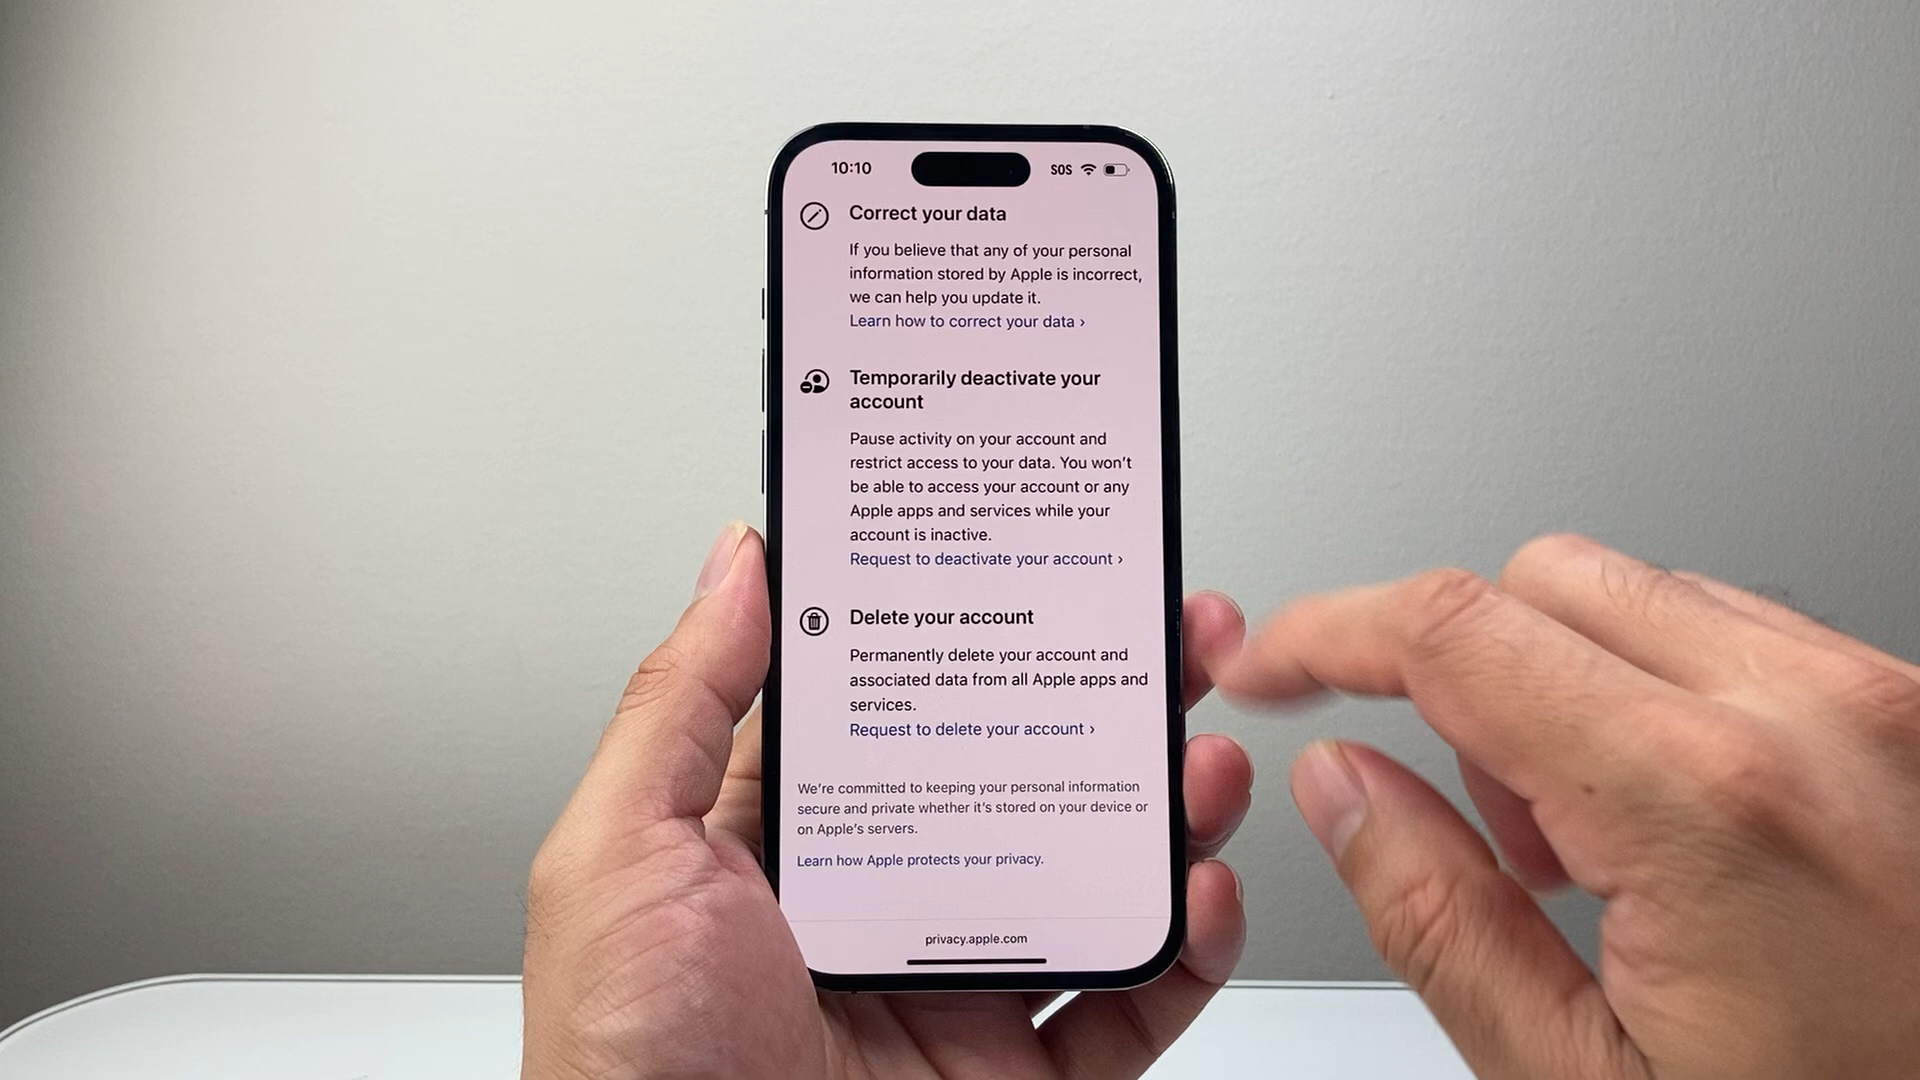 10:10 SOS
Correct your data
If you believe that any of your personal
information stored by Apple is incorrect,
we can help you update it.
Learn how to correct your data ›
Temporarily deactivate your
account
Pause activity on your account and
restrict access to your data. You won’t
be able to access your account or any
Apple apps and services while your
account is inactive.
Request to deactivate your account ›
Delete your account
Permanently delete your account and
associated data from all Apple apps and
services.
Request to delete your account ›
We’re committed to keeping your personal information
secure and private whether it’s stored on your device or
on Apple’s servers.
Learn how Apple protects your privacy.
privacy.apple.com